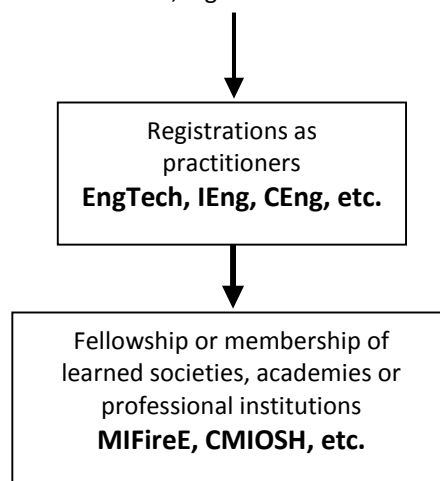 Registrations as
practitioners
EngTech, IEng, CEng, etc.
Fellowship or membership of
learned societies, academies or
professional institutions
MIFireE, CMIOSH, etc.